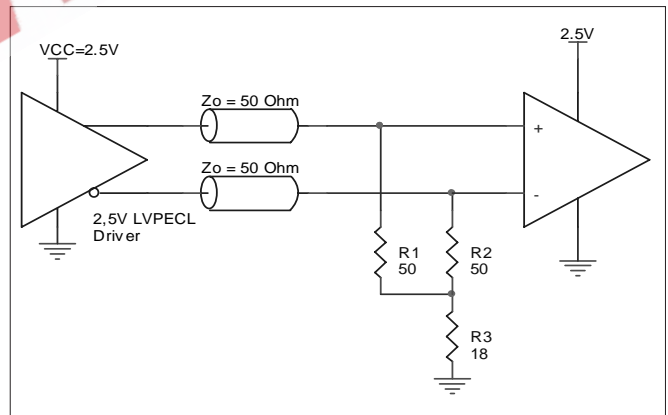 VCC=2.5V
2.5V
Zo = 50 Ohm
+
Zo = 50 Ohm
-
2,5V LVPECL
Driver
R1
50
R2
50
R3
18